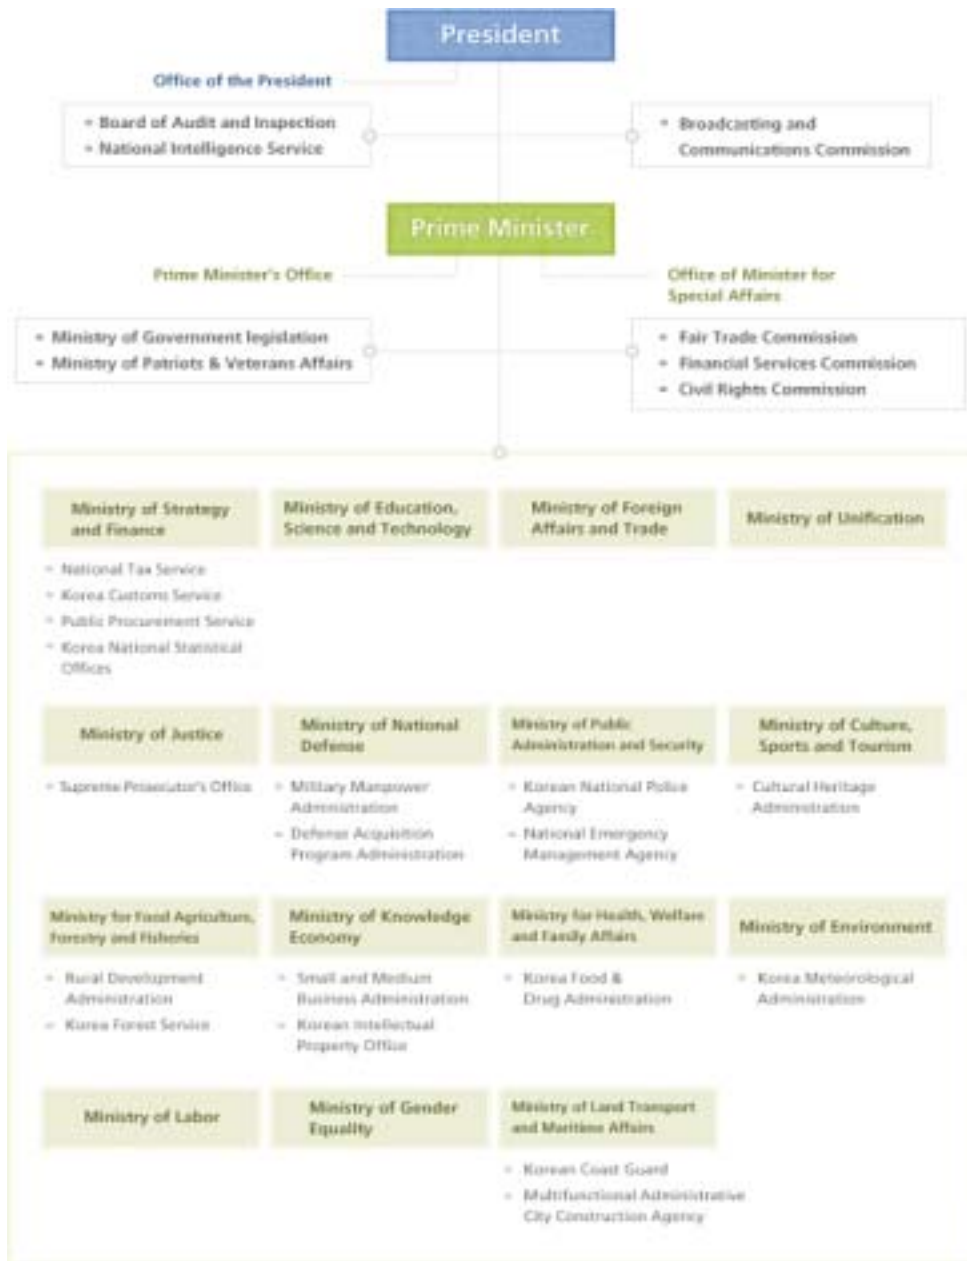 President
Office of the President
- Board of Audit and Inspection
- National Intelligence Service
- Broadcasting and
Communications Commission
Prime Minister
Prime Minister's Office
Office of Minister for
Special Affairs
- Ministry of Government legislation
- Ministry of Patriots & Veterans Affairs
- Fair Trade Commission
- Financial Services Commission
- Civil Rights Commission
Ministry of Strategy
and Finance
- National Tax Service
- Korea Customs Service
- Public Procurement Service
- Korea National Statistical
Offices
Ministry of Education,
Science and Technology
Ministry of Foreign
Affairs and Trade
Ministry of Unification
Ministry of Justice
- Supreme Prosecutor's Office
Ministry of National
Defense
- Military Manpower
Administration
- Defense Acquisition
Program Administration
Ministry of Public
Administration and Security
- Korean National Police
Agency
- National Emergency
Management Agency
Ministry of Culture,
Sports and Tourism
- Cultural Heritage
Administration
Ministry for Food Agriculture,
Forestry and Fisheries
- Rural Development
Administration
- Korea Forest Service
Ministry of Knowledge
Economy
- Small and Medium
Business Administration
- Korean Intellectual
Property Office
Ministry for Health, Welfare
and Family Affairs
- Korea Food &
Drug Administration
Ministry of Environment
- Korea Meteorological
Administration
Ministry of Labor
Ministry of Gender
Equality
Ministry of Land Transport
and Maritime Affairs
- Korean Coast Guard
- Multifunctional Administrative
City Construction Agency